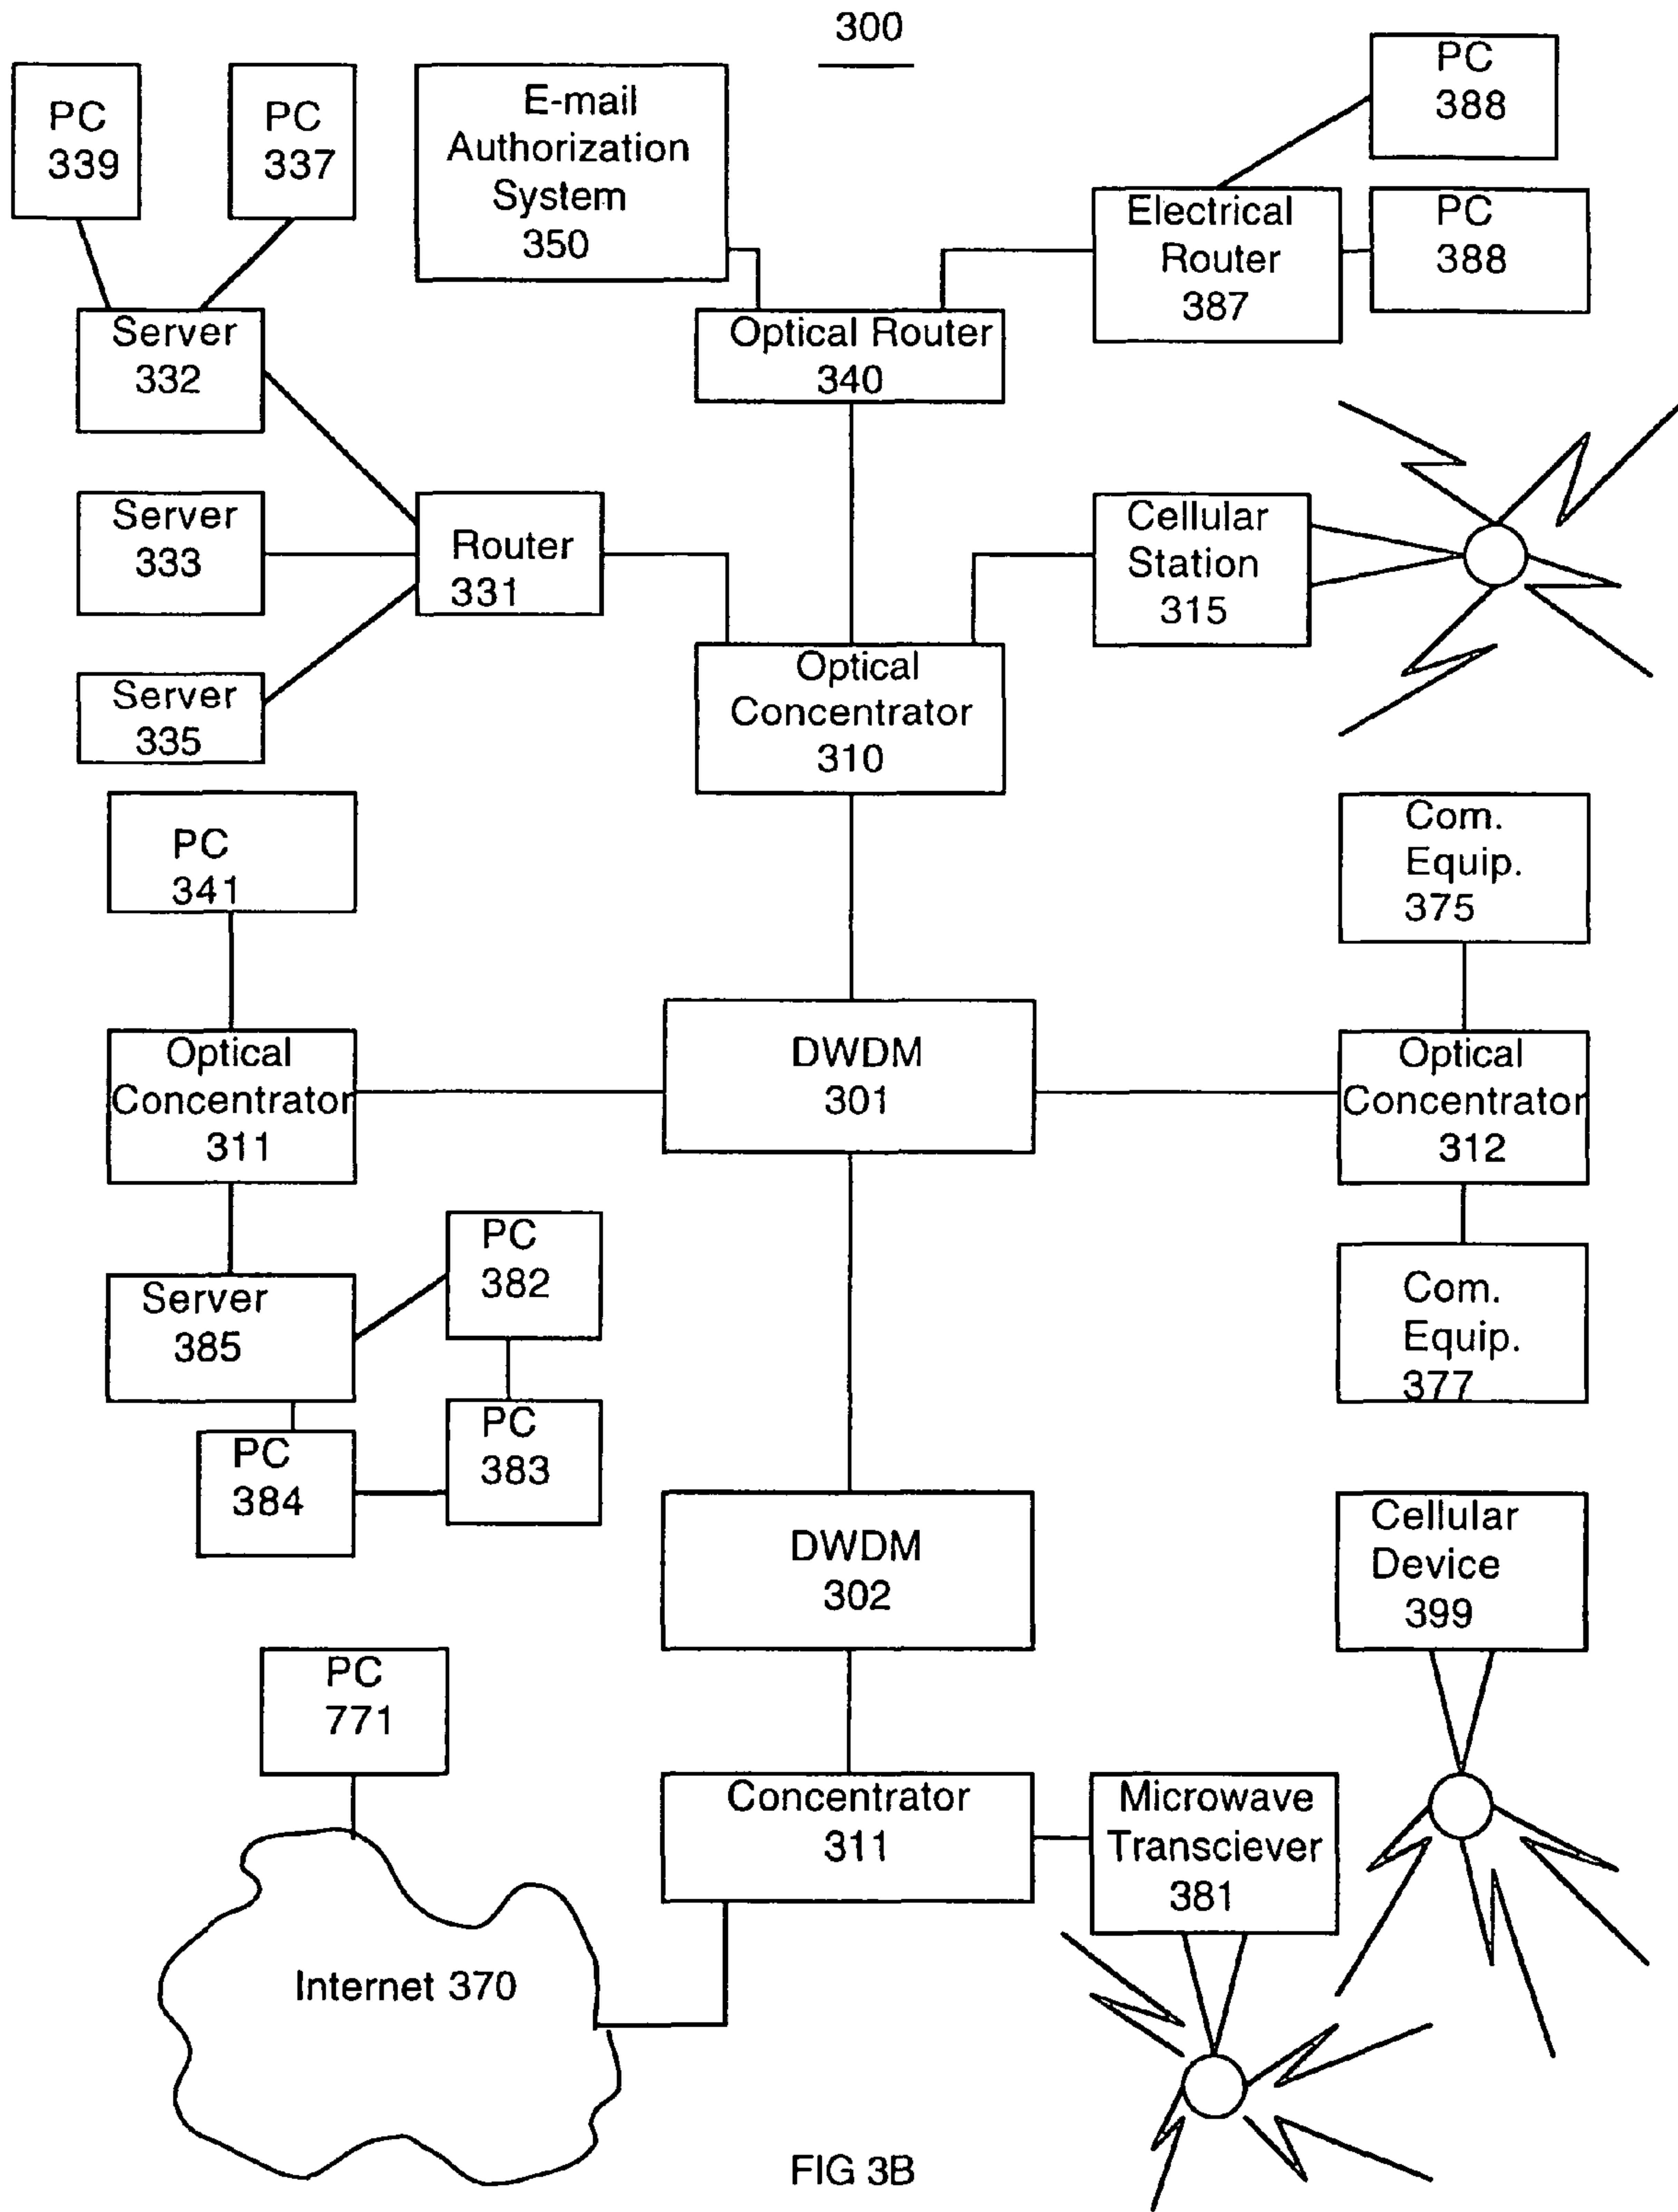 300
PC
339
PC
337
E-mail
Authorization
System
350
PC
388
Electrical
Router
387
PC
388
Server
332
Optical Router
340
Server
333
Router
331
Cellular
Station
315
Server
335
Optical
Concentrator
310
PC
341
Com.
Equip.
375
Optical
Concentrator
311
DWDM
301
Optical
Concentrator
312
Server
385
PC
382
Com.
Equip.
377
PC
384
PC
383
DWDM
302
Cellular
Device
399
PC
771
Concentrator
311
Microwave
Transciever
381
Internet 370
FIG 3B